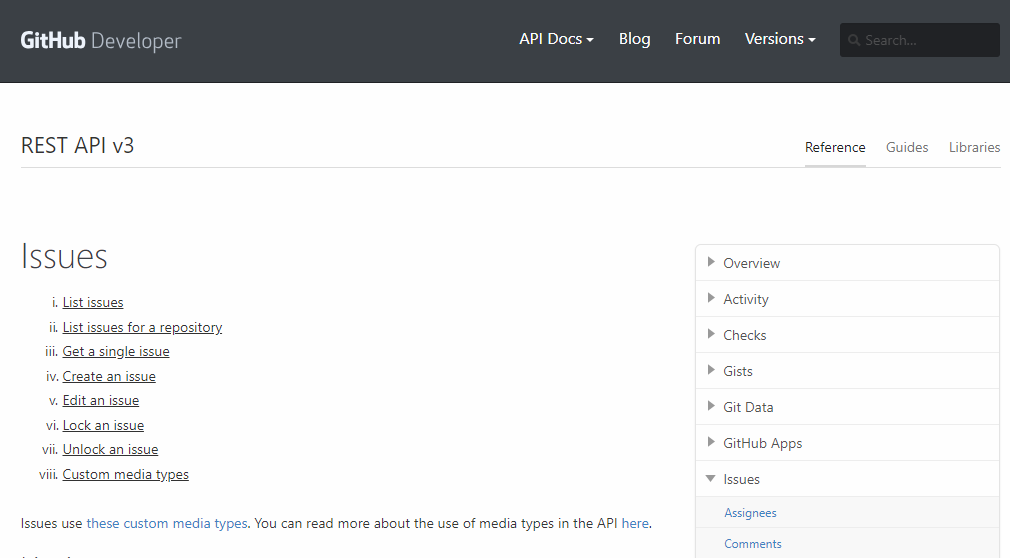 GitHub Developer
API Docs Blog Forum Versions Search...
REST API v3
Reference Guides Libraries
Issues
i. List issues
ii. List issues for a repository
iii. Get a single issue
iv. Create an issue
v. Edit an issue
vi. Lock an issue
vii. Unlock an issue
viii. Custom media types
Issues use these custom media types. You can read more about the use of media types in the API here.
Overview
Activity
Checks
Gists
Git Data
GitHub Apps
Issues
Assignees
Comments